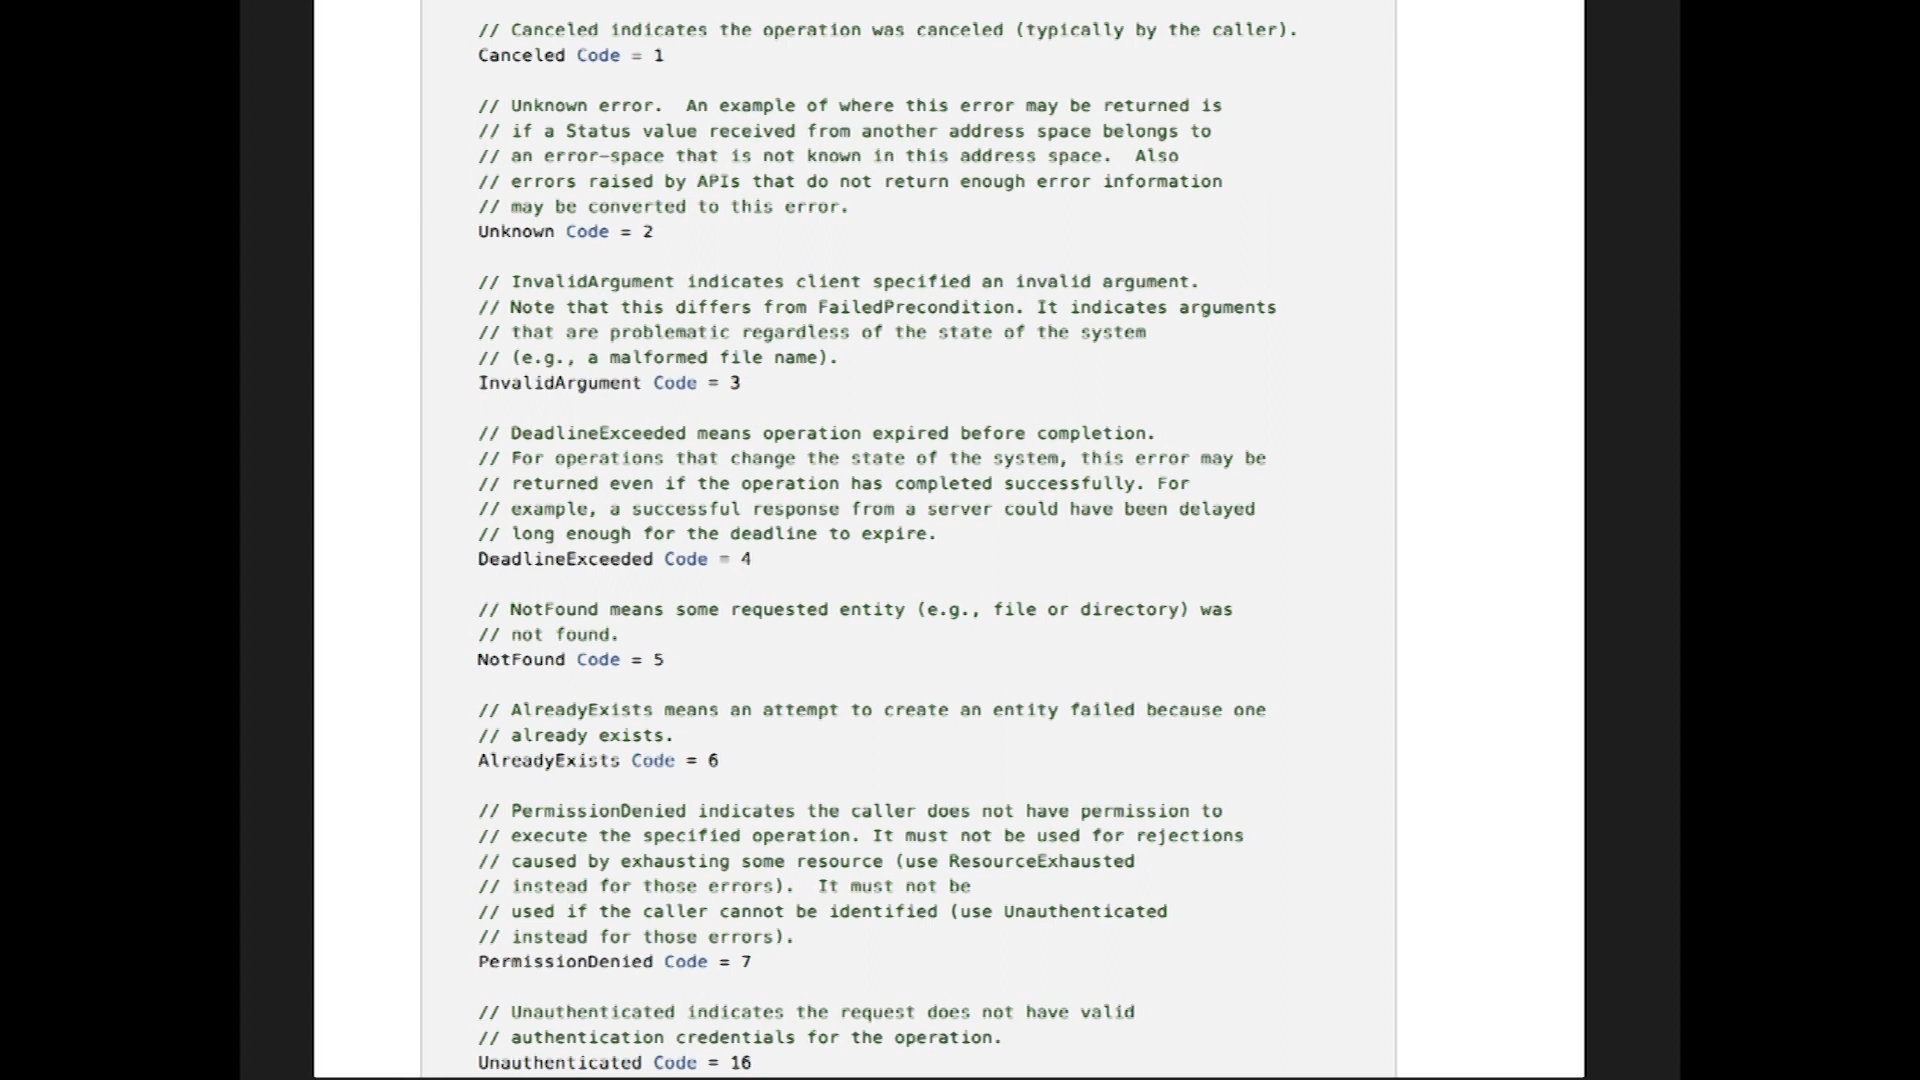 // Canceled indicates the operation was canceled (typically by the caller).
Canceled Code = 1
// Unknown error.  An example of where this error may be returned is
// if a Status value received from another address space belongs to
// an error-space that is not known in this address space.  Also
// errors raised by APIs that do not return enough error information
// may be converted to this error.
Unknown Code = 2
// InvalidArgument indicates client specified an invalid argument.
// Note that this differs from FailedPrecondition. It indicates arguments
// that are problematic regardless of the state of the system
// (e.g., a malformed file name).
InvalidArgument Code = 3
// DeadlineExceeded means operation expired before completion.
// For operations that change the state of the system, this error may be
// returned even if the operation has completed successfully. For
// example, a successful response from a server could have been delayed
// long enough for the deadline to expire.
DeadlineExceeded Code = 4
// NotFound means some requested entity (e.g., file or directory) was
// not found.
NotFound Code = 5
// AlreadyExists means an attempt to create an entity failed because one
// already exists.
AlreadyExists Code = 6
// PermissionDenied indicates the caller does not have permission to
// execute the specified operation. It must not be used for rejections
// caused by exhausting some resource (use ResourceExhausted
// instead for those errors).  It must not be
// used if the caller cannot be identified (use Unauthenticated
// instead for those errors).
PermissionDenied Code = 7
// Unauthenticated indicates the request does not have valid
// authentication credentials for the operation.
Unauthenticated Code = 16